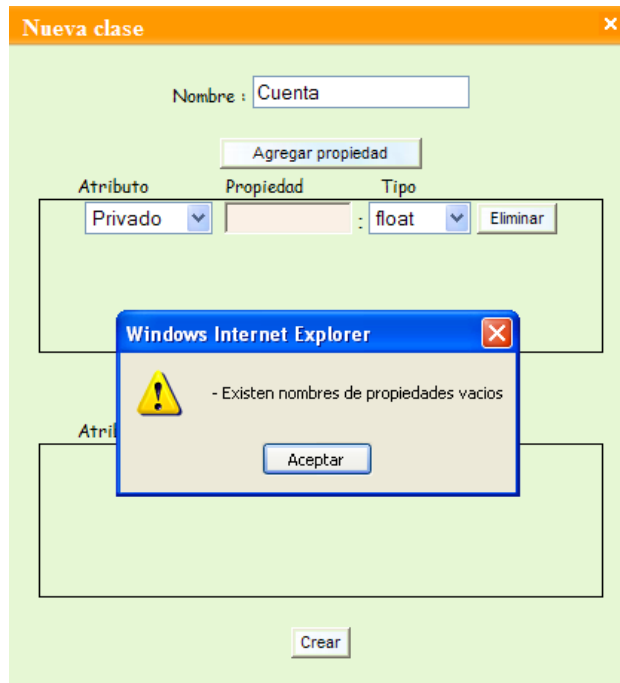 Nueva clase ×
Nombre : Cuenta
Agregar propiedad
Atributo Propiedad Tipo
Privado : float Eliminar
Windows Internet Explorer
- Existen nombres de propiedades vacios
Atri
Aceptar
Crear